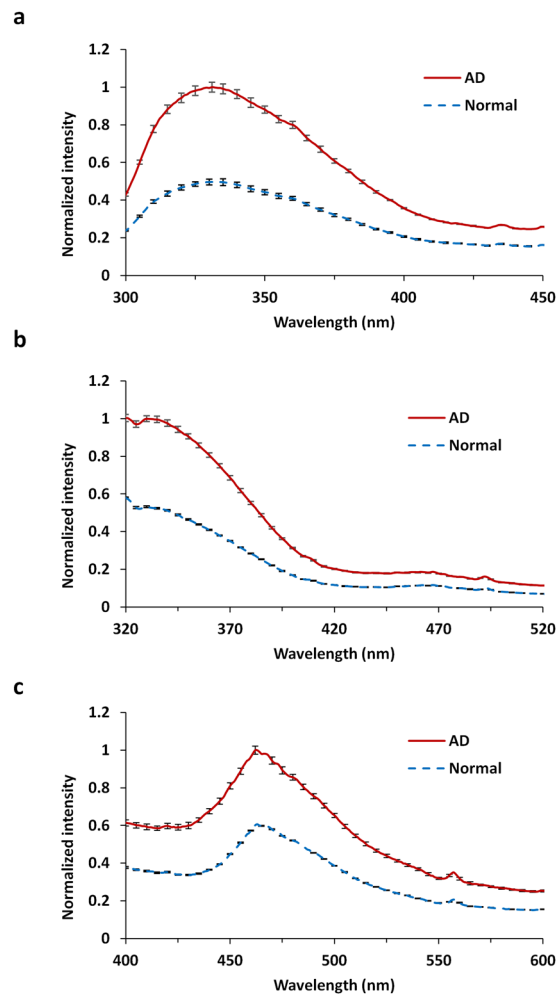 a
1.2
1
0.8
0.6
0.4
0.2
0
Normalized intensity
AD
Normal
300 350 400 450
Wavelength (nm)
b
1.2
1
0.8
0.6
0.4
0.2
0
Normalized intensity
AD
Normal
320 370 420 470 520
Wavelength (nm)
c
1.2
1
0.8
0.6
0.4
0.2
0
Normalized intensity
AD
Normal
400 450 500 550 600
Wavelength (nm)